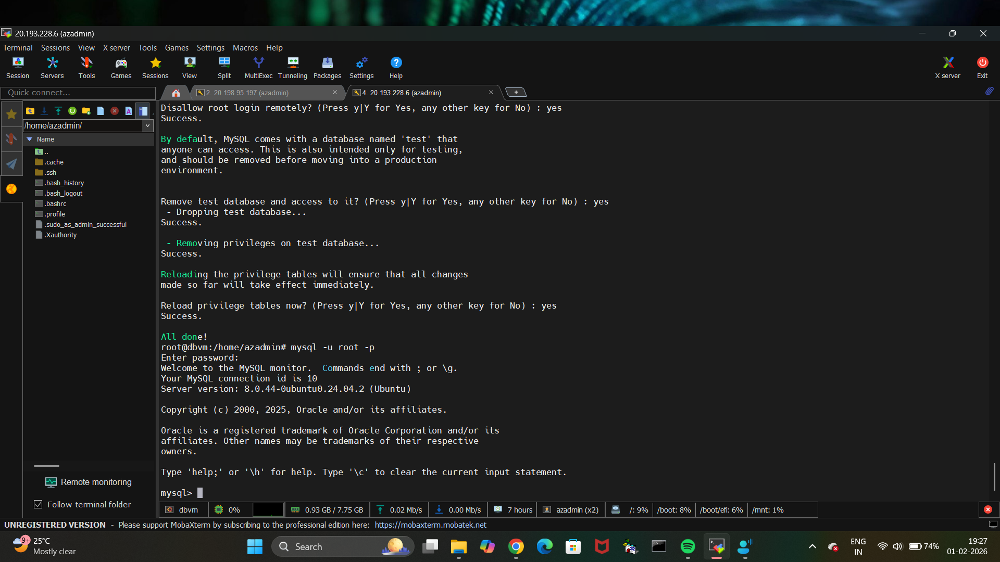 20.193.228.6 (azadmin)
Terminal Sessions View X server Tools Games Settings Macros Help
Session Servers Tools Games Sessions View Split MultiExec Tunneling Packages Settings Help X server Exit
Quick connect...
2. 20.198.95.197 (azadmin)
4. 20.193.228.6 (azadmin)
/home/azadmin/
Name
..
.cache
.ssh
.bash_history
.bash_logout
.bashrc
.profile
.sudo_as_admin_successful
.Xauthority
Remote monitoring
Follow terminal folder
Disallow root login remotely? (Press y|Y for Yes, any other key for No) : yes
Success.
By default, MySQL comes with a database named 'test' that
anyone can access. This is also intended only for testing,
and should be removed before moving into a production
environment.
Remove test database and access to it? (Press y|Y for Yes, any other key for No) : yes
- Dropping test database...
Success.
- Removing privileges on test database...
Success.
Reloading the privilege tables will ensure that all changes
made so far will take effect immediately.
Reload privilege tables now? (Press y|Y for Yes, any other key for No) : yes
Success.
All done!
root@dbvm:/home/azadmin# mysql -u root -p
Enter password:
Welcome to the MySQL monitor.  Commands end with ; or \g.
Your MySQL connection id is 10
Server version: 8.0.44-0ubuntu0.24.04.2 (Ubuntu)
Copyright (c) 2000, 2025, Oracle and/or its affiliates.
Oracle is a registered trademark of Oracle Corporation and/or its
affiliates. Other names may be trademarks of their respective
owners.
Type 'help;' or '\h' for help. Type '\c' to clear the current input statement.
mysql>
dbvm 0% 0.93 GB / 7.75 GB 0.02 Mb/s 0.00 Mb/s 7 hours azadmin (x2) /: 9% /boot: 8% /boot/efi: 6% /mnt: 1%
UNREGISTERED VERSION - Please support MobaXterm by subscribing to the professional edition here: https://mobaxterm.mobatek.net
9+
25°C
Mostly clear
Search
ENG
IN
74%
19:27
01-02-2026